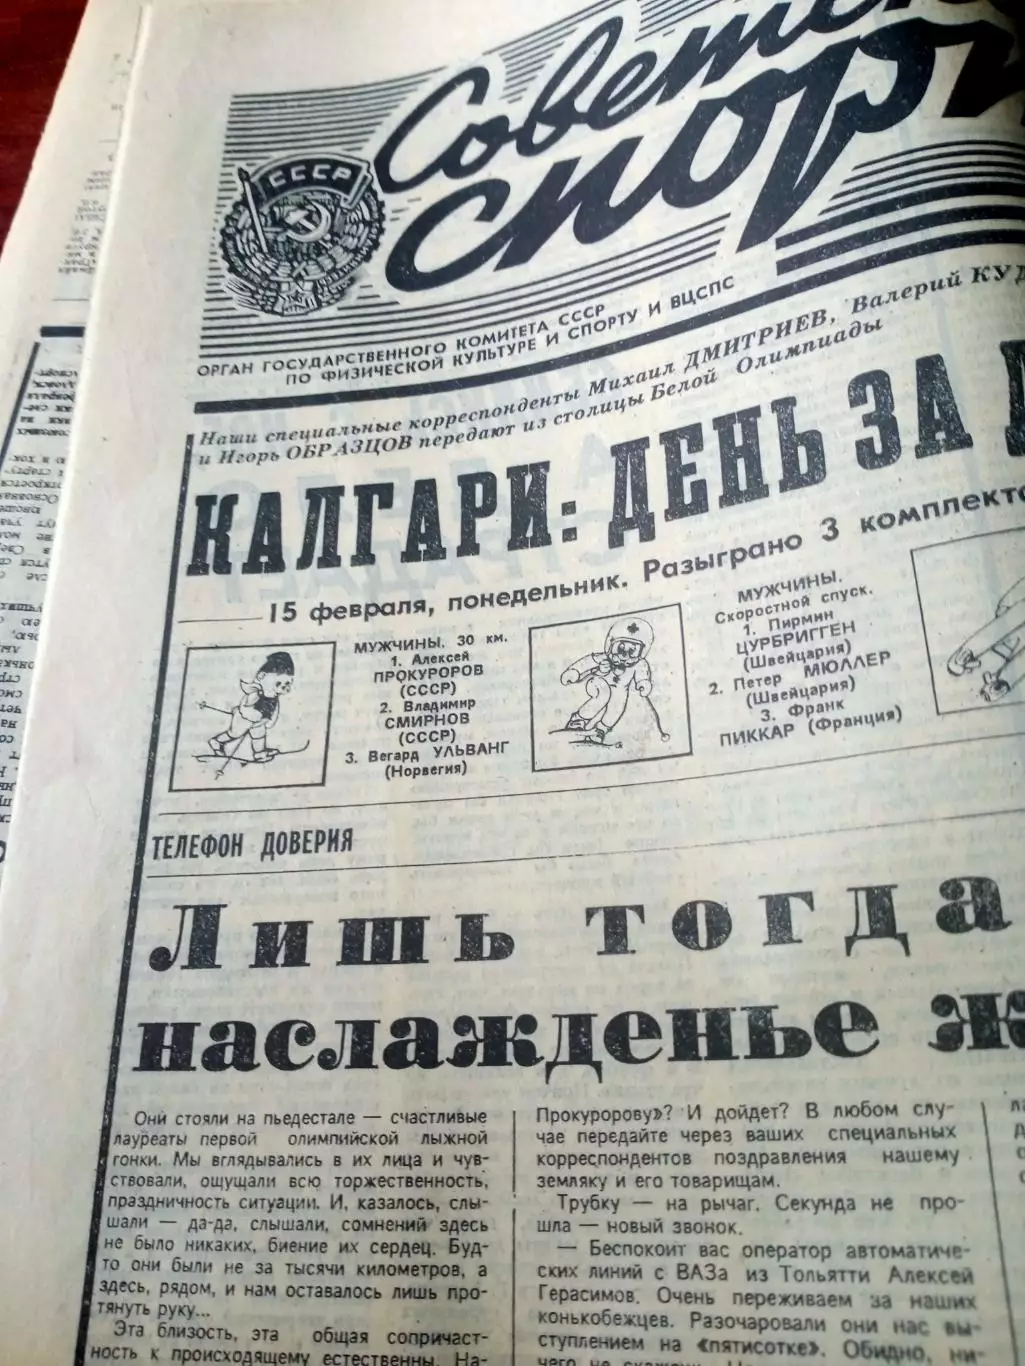 Советск
спорт
СССР
ОРГАН ГОСУДАРСТВЕННОГО КОМИТЕТА СССР
ПО ФИЗИЧЕСКОЙ КУЛЬТУРЕ И СПОРТУ И ВЦСПС
Наши специальные корреспонденты Михаил ДМИТРИЕВ, Валерий КУД
и Игорь ОБРАЗЦОВ передают из столицы Белой Олимпиады
КАЛГАРИ: ДЕНЬ ЗА
15 февраля, понедельник. Разыграно 3 комплекто
МУЖЧИНЫ. 30 км.
1. Алексей
ПРОКУРОРОВ
(СССР)
2. Владимир
СМИРНОВ
(СССР)
3. Вегард УЛЬВАНГ
(Норвегия)
МУЖЧИНЫ.
Скоростной спуск.
1. Пирмин
ЦУРБРИГГЕН
(Швейцария)
2. Петер МЮЛЛЕР
(Швейцария)
3. Франк
ПИККАР (Франция)
ТЕЛЕФОН ДОВЕРИЯ
Лишь тогда
наслажденье ж
Они стояли на пьедестале — счастливые
лауреаты первой олимпийской лыжной
гонки. Мы вглядывались в их лица и чув-
ствовали, ощущали всю торжественность,
праздничность ситуации. И, казалось, слы-
шали — да-да, слышали, сомнений здесь
не было никаких, биение их сердец. Буд-
то они были не за тысячи километров, а
здесь, рядом, и нам оставалось лишь про-
тянуть руку...
Эта близость, эта общая сопричаст-
ность к происходящему естественны. На-
Прокуророву»? И дойдет? В любом слу-
чае передайте через ваших специальных
корреспондентов поздравления нашему
земляку и его товарищам.
Трубку — на рычаг. Секунда не про-
шла — новый звонок.
— Беспокоит вас оператор автоматиче-
ских линий с ВАЗа из Тольятти Алексей
Герасимов. Очень переживаем за наших
конькобежцев. Разочаровали они нас вы-
ступлением на «пятисотке». Обидно, ни-